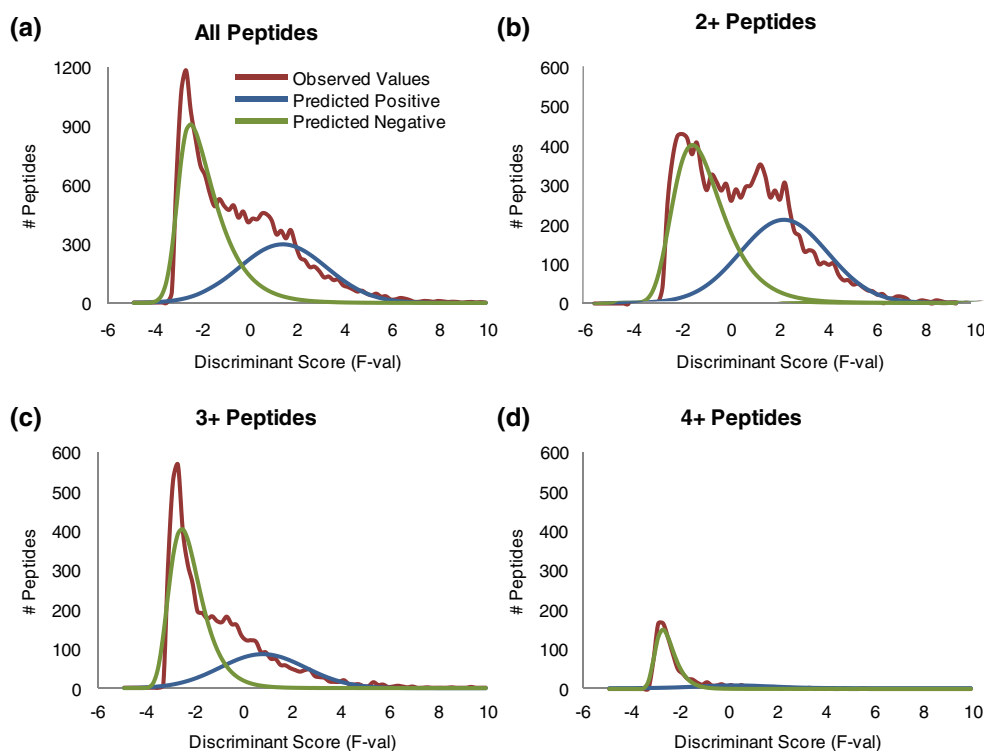 (a)
All Peptides
1200
900
600
300
0
# Peptides
Observed Values
Predicted Positive
Predicted Negative
-6 -4 -2 0 2 4 6 8 10
Discriminant Score (F-val)
(b)
2+ Peptides
600
500
400
300
200
100
0
# Peptides
-6 -4 -2 0 2 4 6 8 10
Discriminant Score (F-val)
(c)
3+ Peptides
600
500
400
300
200
100
0
# Peptides
-6 -4 -2 0 2 4 6 8 10
Discriminant Score (F-val)
(d)
4+ Peptides
600
500
400
300
200
100
0
# Peptides
-6 -4 -2 0 2 4 6 8 10
Discriminant Score (F-val)